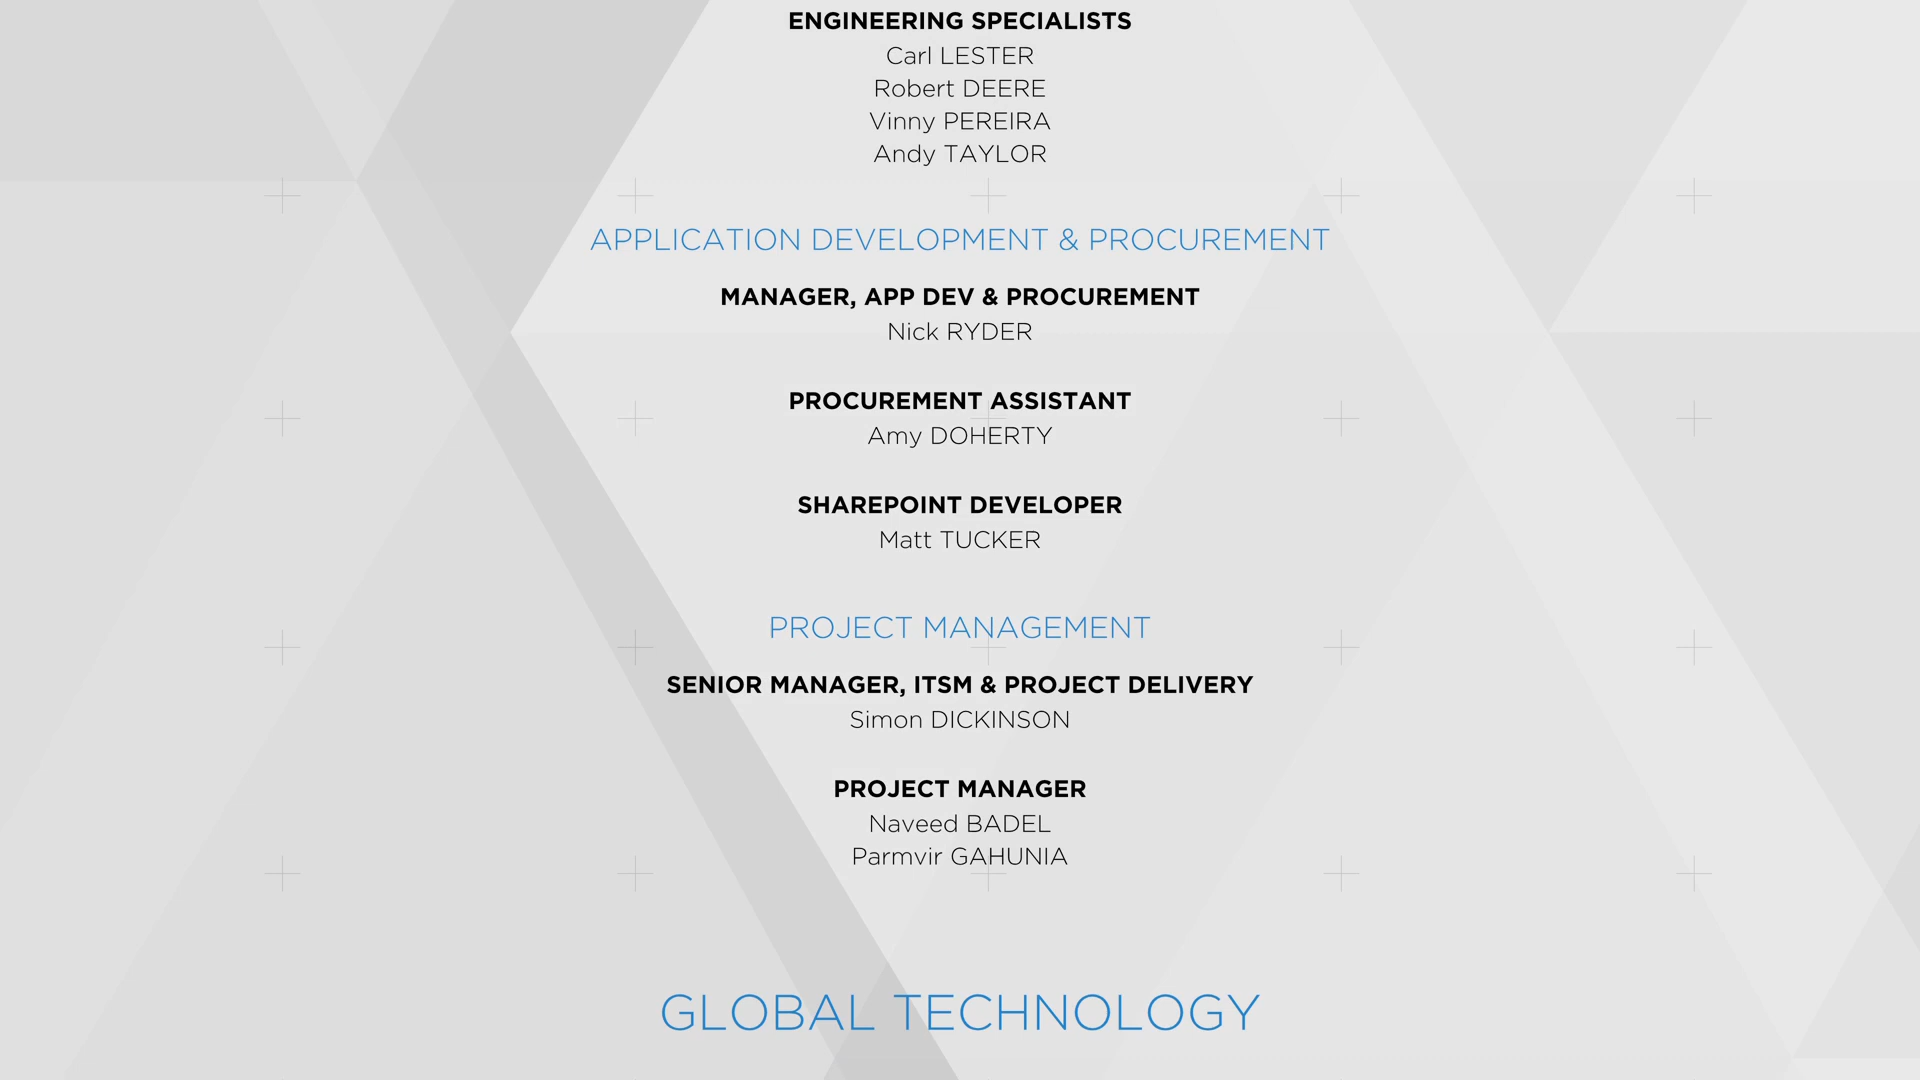 ENGINEERING SPECIALISTS
Carl LESTER
Robert DEERE
Vinny PEREIRA
Andy TAYLOR
APPLICATION DEVELOPMENT & PROCUREMENT
MANAGER, APP DEV & PROCUREMENT
Nick RYDER
PROCUREMENT ASSISTANT
Amy DOHERTY
SHAREPOINT DEVELOPER
Matt TUCKER
PROJECT MANAGEMENT
SENIOR MANAGER, ITSM & PROJECT DELIVERY
Simon DICKINSON
PROJECT MANAGER
Naveed BADEL
Parmvir GAHUNIA
GLOBAL TECHNOLOGY